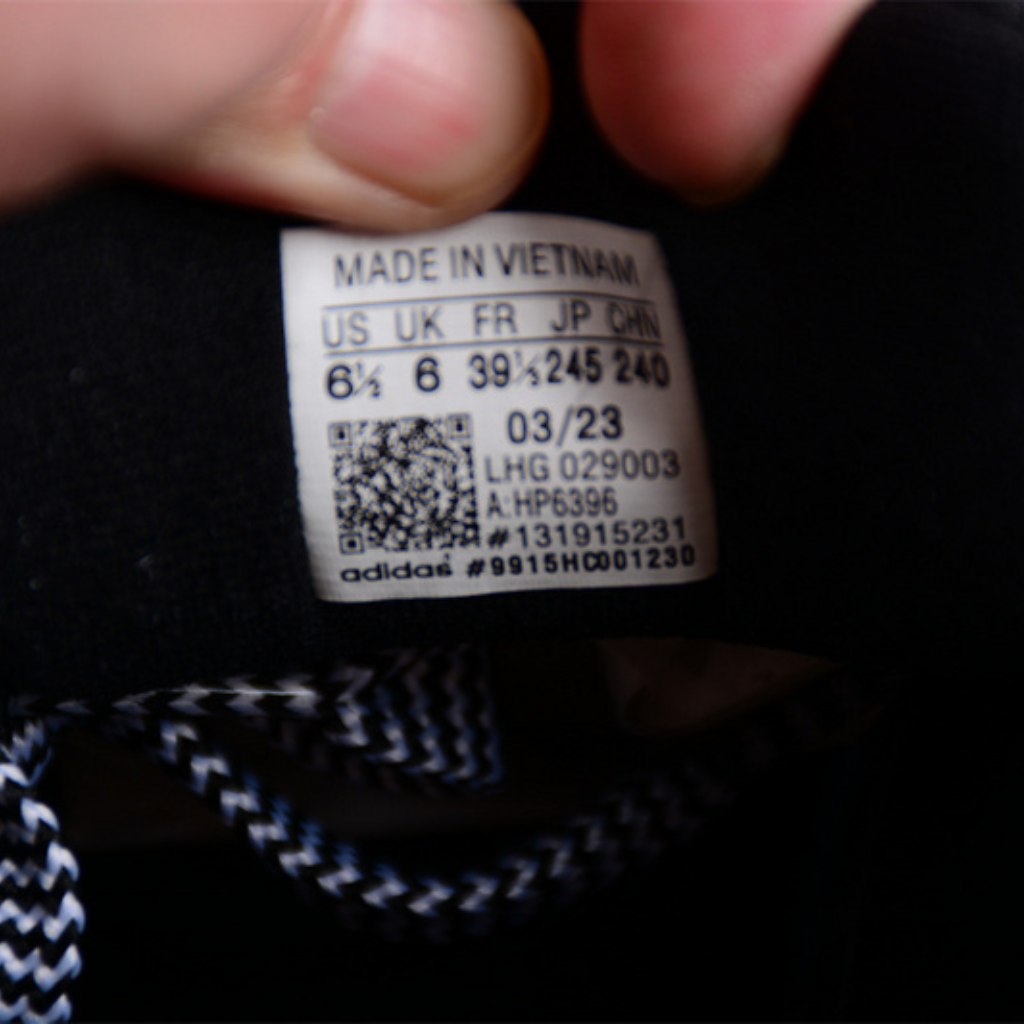 MADE IN VIETNAM
US UK FR JP CHN
6½ 6 39⅓ 245 240
03/23
LHG 029003
A:HP6396
#131915231
adidas #9915HC001230